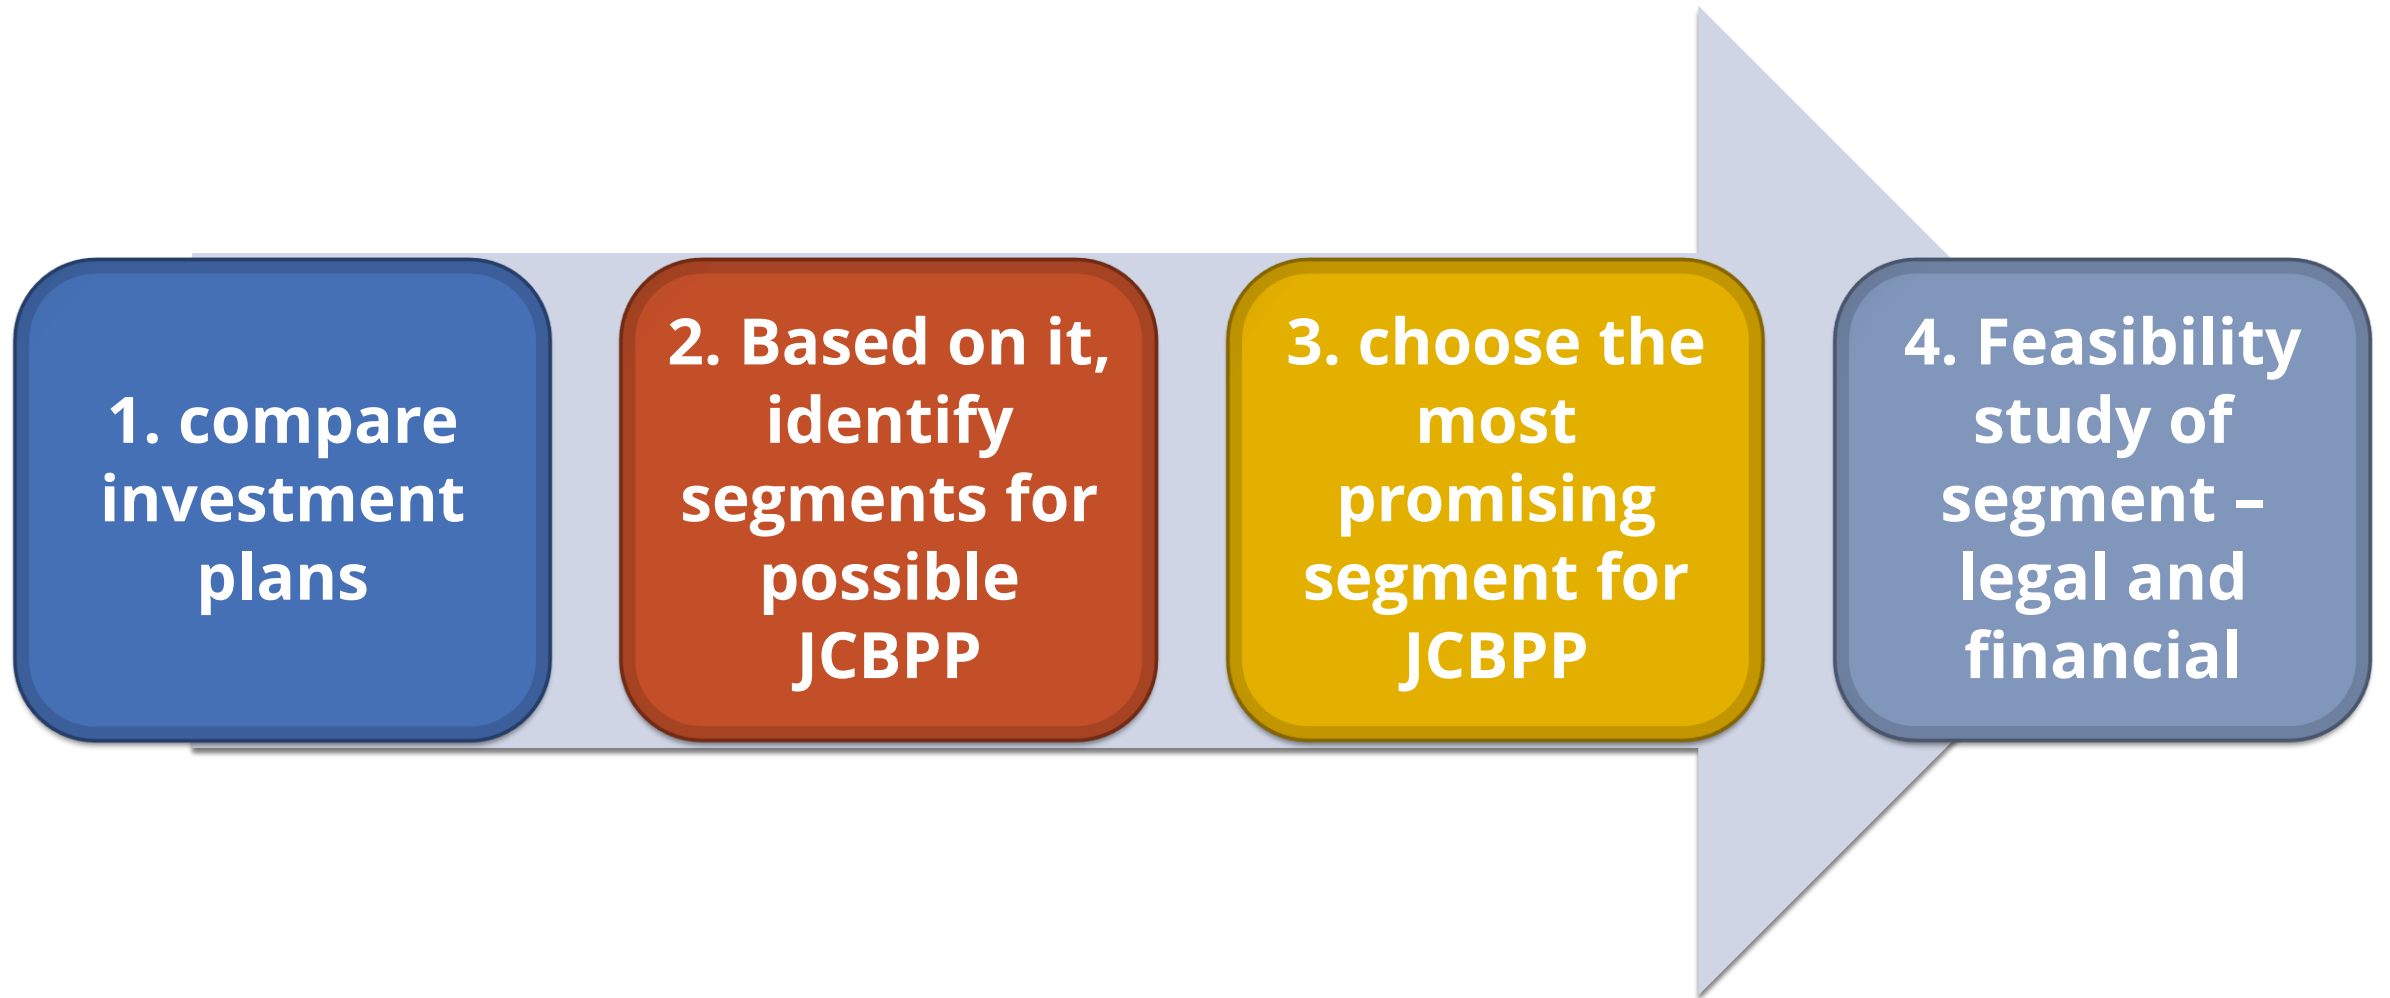 1. compare
investment
plans
2. Based on it,
identify
segments for
possible
JCBPP
3. choose the
most
promising
segment for
JCBPP
4. Feasibility
study of
segment –
legal and
financial